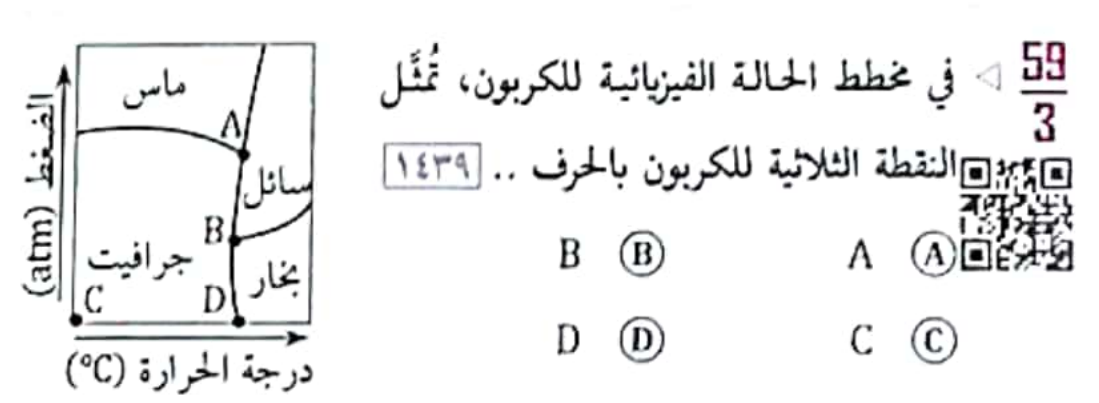 59
3
◁ في مخطط الحالة الفيزيائية للكربون، تُمثَّل
النقطة الثلاثية للكربون بالحرف .. ١٤٣٩
A A
B B
C C
D D
الضغط (atm)
ماس
A
سائل
B
جرافيت
بخار
C
D
درجة الحرارة (°C)